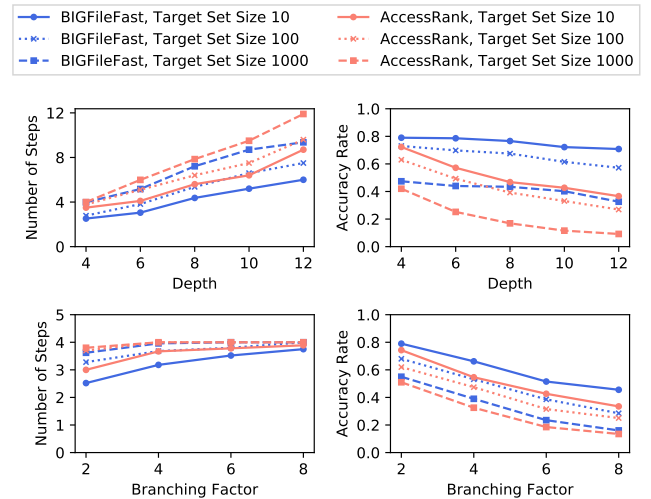 BIGFileFast, Target Set Size 10
BIGFileFast, Target Set Size 100
BIGFileFast, Target Set Size 1000
AccessRank, Target Set Size 10
AccessRank, Target Set Size 100
AccessRank, Target Set Size 1000
Number of Steps
12
8
4
0
4 6 8 10 12
Depth
Accuracy Rate
1.0
0.8
0.6
0.4
0.2
0.0
4 6 8 10 12
Depth
Number of Steps
5
4
3
2
1
0
2 4 6 8
Branching Factor
Accuracy Rate
1.0
0.8
0.6
0.4
0.2
0.0
2 4 6 8
Branching Factor